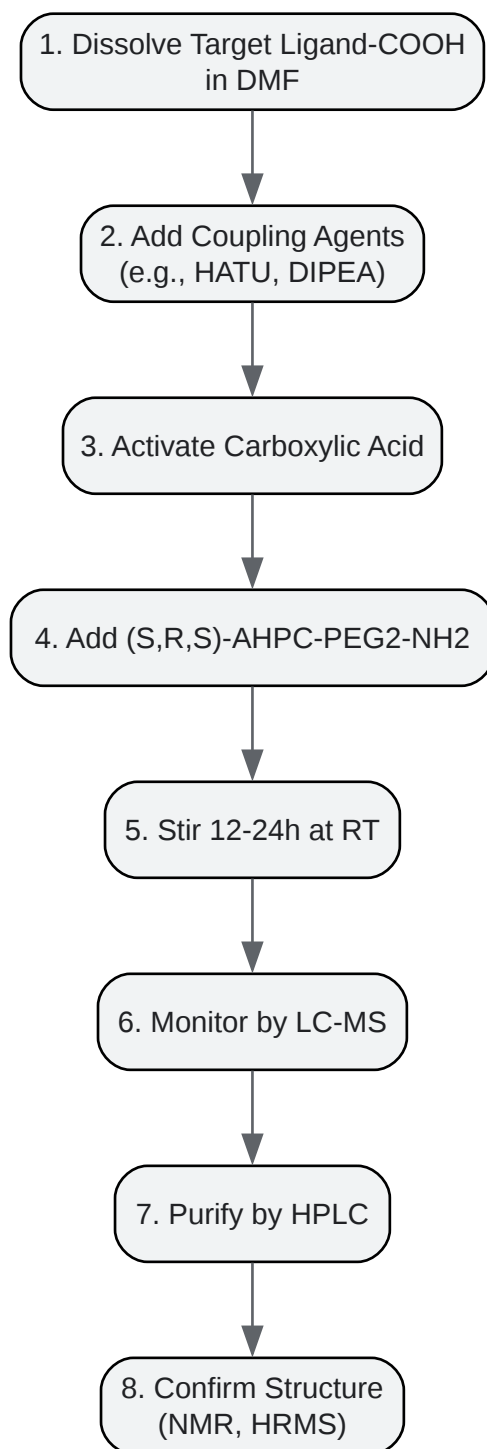 1. Dissolve Target Ligand-COOH
in DMF
2. Add Coupling Agents
(e.g., HATU, DIPEA)
3. Activate Carboxylic Acid
4. Add (S,R,S)-AHPC-PEG2-NH2
5. Stir 12-24h at RT
6. Monitor by LC-MS
7. Purify by HPLC
8. Confirm Structure
(NMR, HRMS)